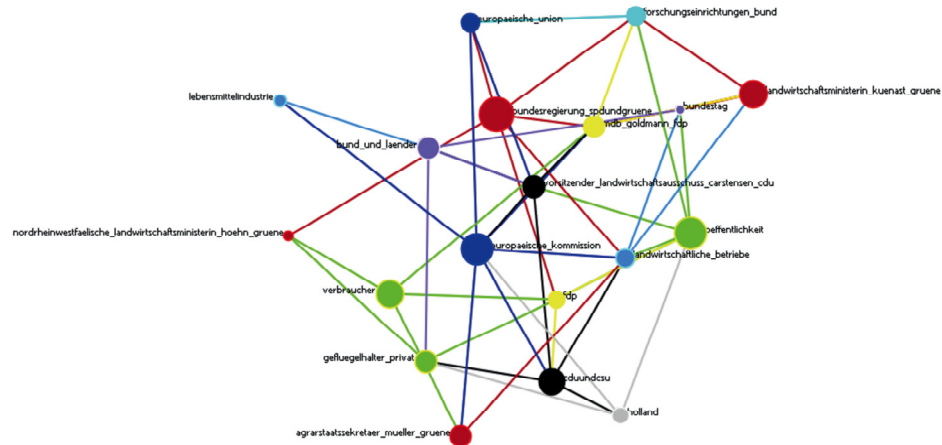 europaeische_union
forschungseinrichtungen_bund
lebensmittelindustrie
landwirtschaftsministerin_kuenast_gruene
bundestag
bundesregierung_spdundgruene
mdb_goldmann_fdp
bund_und_laender
vorsitzender_landwirtschaftsausschuss_carstensen_cdu
nordrheinwestfaelische_landwirtschaftsministerin_hoehn_gruene
oeffentlichkeit
europaeische_kommission
landwirtschaftliche_betriebe
verbraucher
fdp
gefluegelhalter_privat
cduundcsu
holland
agrarstaatssekretaer_mueller_gruene